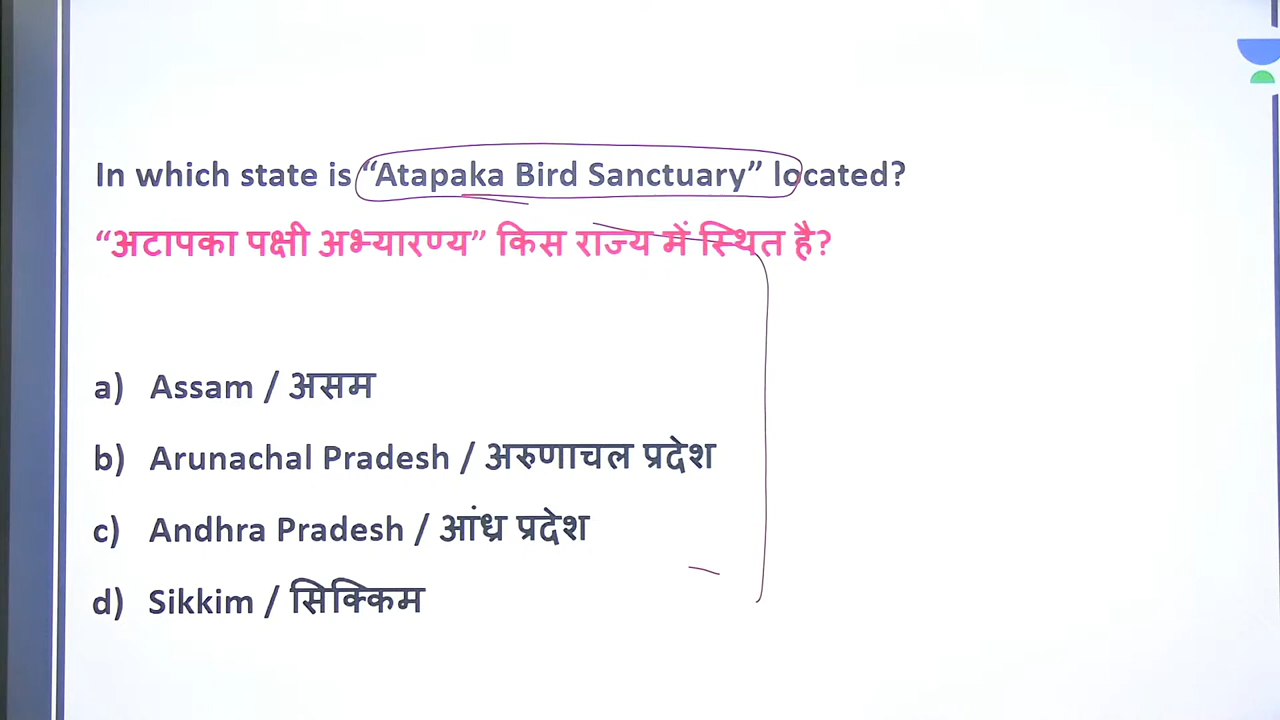 In which state is “Atapaka Bird Sanctuary” located?
“अटापका पक्षी अभ्यारण्य” किस राज्य में स्थित है?
a) Assam / असम
b) Arunachal Pradesh / अरुणाचल प्रदेश
c) Andhra Pradesh / आंध्र प्रदेश
d) Sikkim / सिक्किम